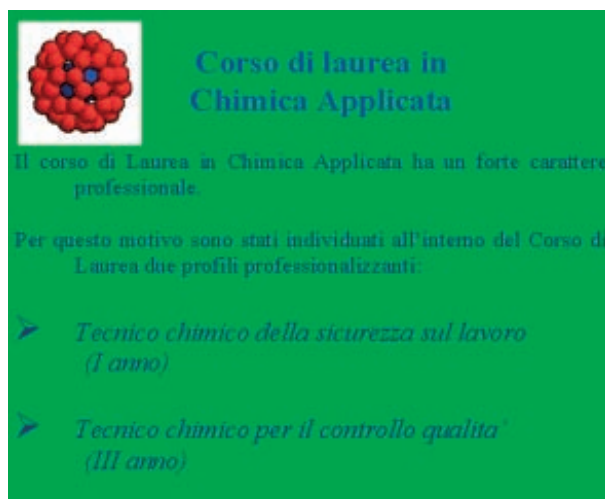 Corso di laurea in
Chimica Applicata
Il corso di Laurea in Chimica Applicata ha un forte carattere
professionale.
Per questo motivo sono stati individuati all'interno del Corso di
Laurea due profili professionalizzanti:
Tecnico chimico della sicurezza sul lavoro
(I anno)
Tecnico chimico per il controllo qualita'
(III anno)